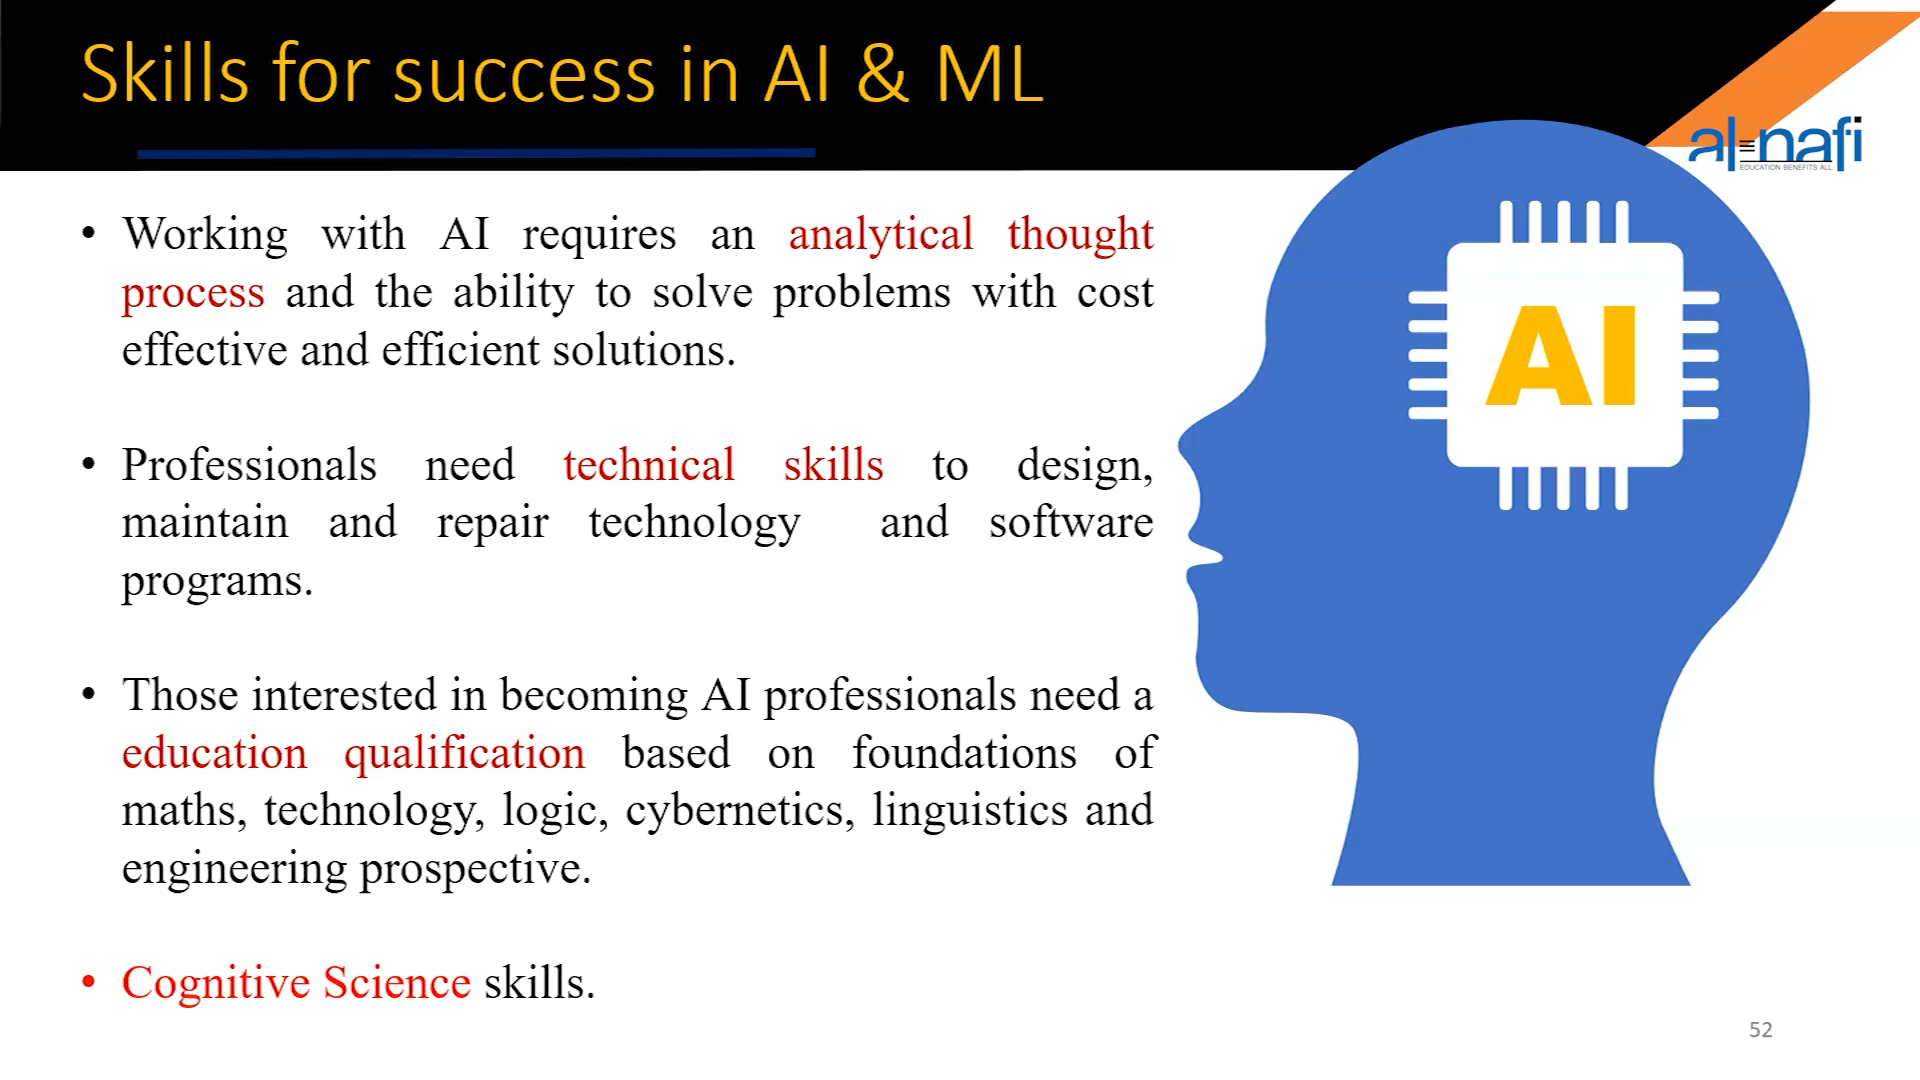 Skills for success in AI & ML
al-nafi
EDUCATION BENEFITS ALL
• Working with AI requires an analytical thought
process and the ability to solve problems with cost
effective and efficient solutions.
• Professionals need technical skills to design,
maintain and repair technology and software
programs.
• Those interested in becoming AI professionals need a
education qualification based on foundations of
maths, technology, logic, cybernetics, linguistics and
engineering prospective.
• Cognitive Science skills.
AI
52